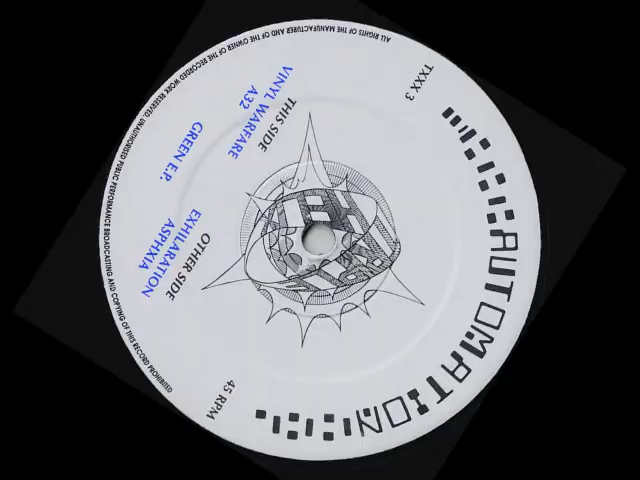 AUTOMATION
TXXX 3
45 RPM
THIS SIDE
VINYL WARFARE
A32
GREEN E.P.
OTHER SIDE
EXHILARATION
ASPHXIA
ALL RIGHTS OF THE MANUFACTURER AND OF THE OWNER OF THE RECORDED WORK RESERVED. UNAUTHORISED PUBLIC PERFORMANCE BROADCASTING AND COPYING OF THIS RECORD PROHIBITED